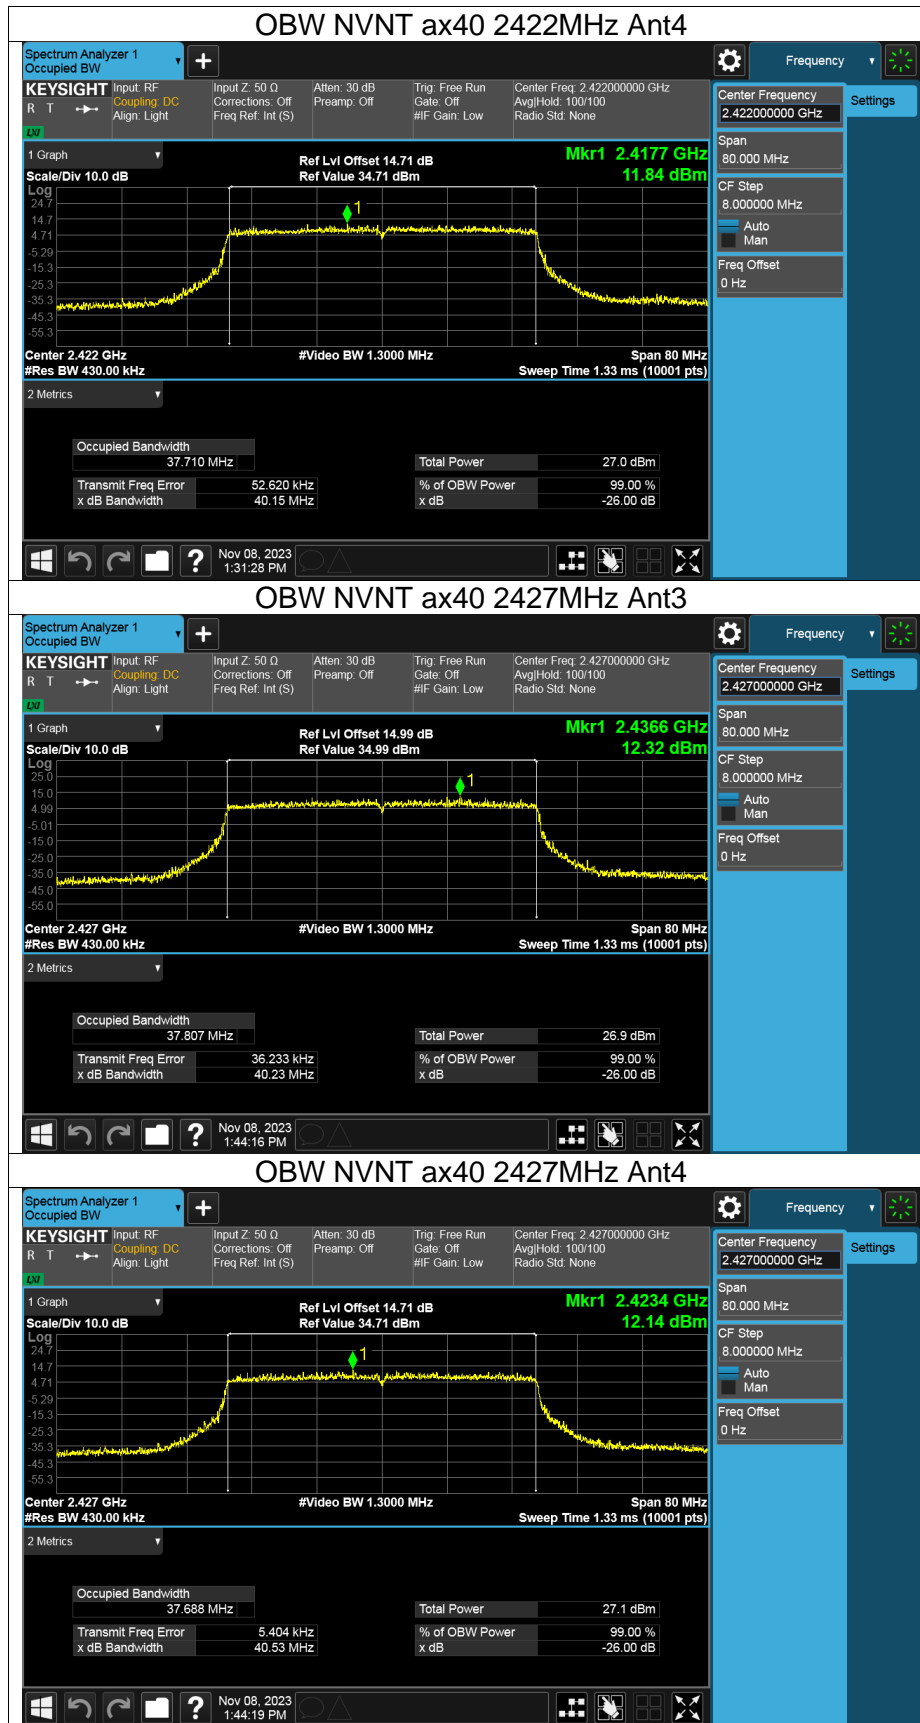 OBW NVNT ax40 2422MHz Ant4
Spectrum Analyzer 1
Occupied BW
+
Frequency
KEYSIGHT
R T
LXI
Input: RF
Coupling: DC
Align: Light
Input Z: 50 Ω
Corrections: Off
Freq Ref: Int (S)
Atten: 30 dB
Preamp: Off
Trig: Free Run
Gate: Off
#IF Gain: Low
Center Freq: 2.422000000 GHz
Avg|Hold: 100/100
Radio Std: None
Center Frequency
2.422000000 GHz
Settings
Span
80.000 MHz
CF Step
8.000000 MHz
Auto
Man
Freq Offset
0 Hz
1 Graph
Scale/Div 10.0 dB
Ref Lvl Offset 14.71 dB
Ref Value 34.71 dBm
Mkr1 2.4177 GHz
11.84 dBm
Log
24.7
14.7
4.71
-5.29
-15.3
-25.3
-35.3
-45.3
-55.3
1
Center 2.422 GHz
#Res BW 430.00 kHz
#Video BW 1.3000 MHz
Span 80 MHz
Sweep Time 1.33 ms (10001 pts)
2 Metrics
Occupied Bandwidth
37.710 MHz
Transmit Freq Error 52.620 kHz
x dB Bandwidth 40.15 MHz
Total Power 27.0 dBm
% of OBW Power 99.00 %
x dB -26.00 dB
?
Nov 08, 2023
1:31:28 PM
OBW NVNT ax40 2427MHz Ant3
Spectrum Analyzer 1
Occupied BW
+
Frequency
KEYSIGHT
R T
LXI
Input: RF
Coupling: DC
Align: Light
Input Z: 50 Ω
Corrections: Off
Freq Ref: Int (S)
Atten: 30 dB
Preamp: Off
Trig: Free Run
Gate: Off
#IF Gain: Low
Center Freq: 2.427000000 GHz
Avg|Hold: 100/100
Radio Std: None
Center Frequency
2.427000000 GHz
Settings
Span
80.000 MHz
CF Step
8.000000 MHz
Auto
Man
Freq Offset
0 Hz
1 Graph
Scale/Div 10.0 dB
Ref Lvl Offset 14.99 dB
Ref Value 34.99 dBm
Mkr1 2.4366 GHz
12.32 dBm
Log
25.0
15.0
4.99
-5.01
-15.0
-25.0
-35.0
-45.0
-55.0
1
Center 2.427 GHz
#Res BW 430.00 kHz
#Video BW 1.3000 MHz
Span 80 MHz
Sweep Time 1.33 ms (10001 pts)
2 Metrics
Occupied Bandwidth
37.807 MHz
Transmit Freq Error 36.233 kHz
x dB Bandwidth 40.23 MHz
Total Power 26.9 dBm
% of OBW Power 99.00 %
x dB -26.00 dB
?
Nov 08, 2023
1:44:16 PM
OBW NVNT ax40 2427MHz Ant4
Spectrum Analyzer 1
Occupied BW
+
Frequency
KEYSIGHT
R T
LXI
Input: RF
Coupling: DC
Align: Light
Input Z: 50 Ω
Corrections: Off
Freq Ref: Int (S)
Atten: 30 dB
Preamp: Off
Trig: Free Run
Gate: Off
#IF Gain: Low
Center Freq: 2.427000000 GHz
Avg|Hold: 100/100
Radio Std: None
Center Frequency
2.427000000 GHz
Settings
Span
80.000 MHz
CF Step
8.000000 MHz
Auto
Man
Freq Offset
0 Hz
1 Graph
Scale/Div 10.0 dB
Ref Lvl Offset 14.71 dB
Ref Value 34.71 dBm
Mkr1 2.4234 GHz
12.14 dBm
Log
24.7
14.7
4.71
-5.29
-15.3
-25.3
-35.3
-45.3
-55.3
1
Center 2.427 GHz
#Res BW 430.00 kHz
#Video BW 1.3000 MHz
Span 80 MHz
Sweep Time 1.33 ms (10001 pts)
2 Metrics
Occupied Bandwidth
37.688 MHz
Transmit Freq Error 5.404 kHz
x dB Bandwidth 40.53 MHz
Total Power 27.1 dBm
% of OBW Power 99.00 %
x dB -26.00 dB
?
Nov 08, 2023
1:44:19 PM